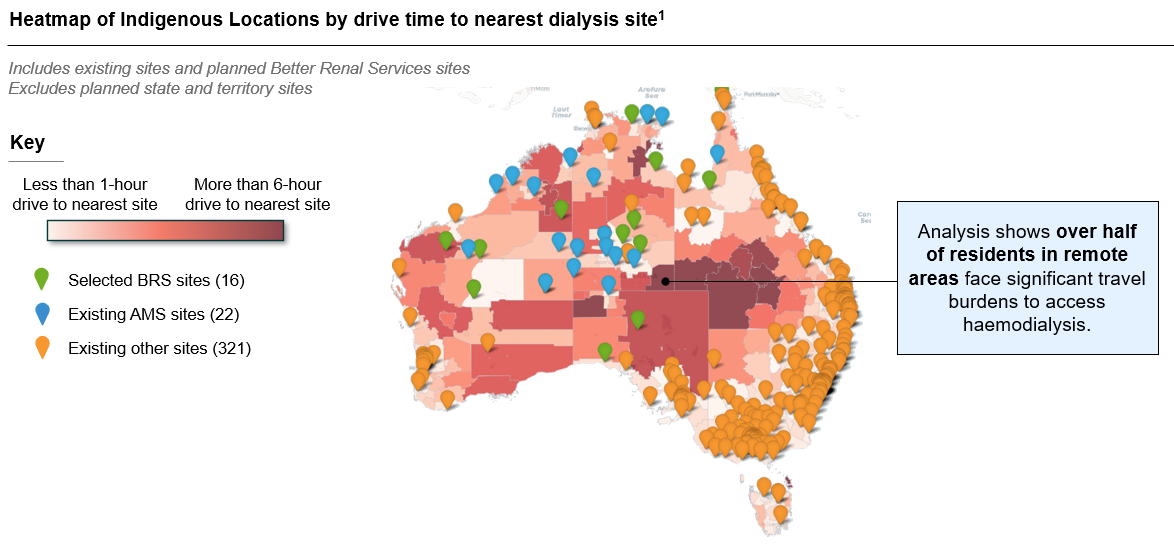 Heatmap of Indigenous Locations by drive time to nearest dialysis site1
Includes existing sites and planned Better Renal Services sites
Excludes planned state and territory sites
Key
Less than 1-hour
drive to nearest site
More than 6-hour
drive to nearest site
Selected BRS sites (16)
Existing AMS sites (22)
Existing other sites (321)
Arafura
Sea
Port Moresby
Analysis shows over half
of residents in remote
areas face significant travel
burdens to access
haemodialysis.